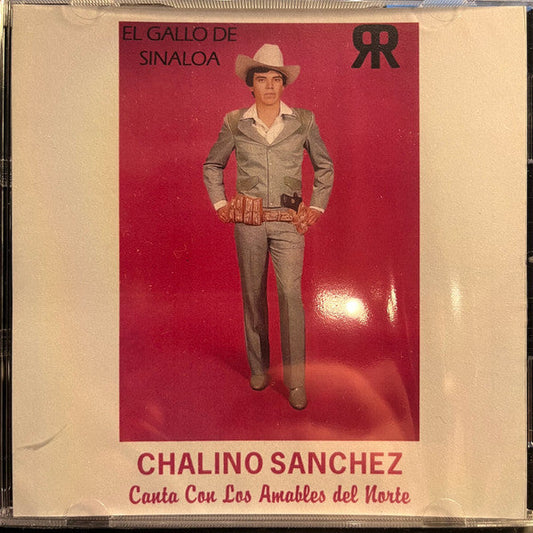 EL GALLO DE
SINALOA
RR
CHALINO SANCHEZ
Canta Con Los Amables del Norte